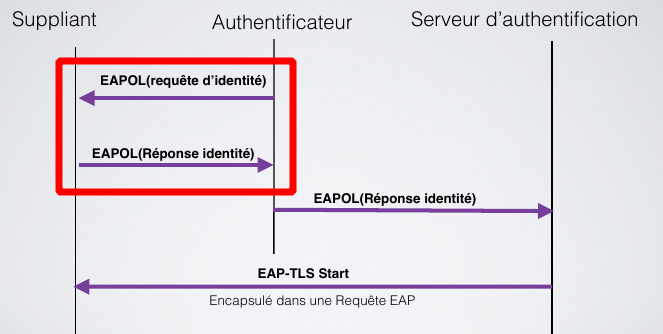 Suppliant
Authentificateur
Serveur d'authentification
EAPOL(requête d'identité)
EAPOL(Réponse identité)
EAPOL(Réponse identité)
EAP-TLS Start
Encapsulé dans une Requête EAP